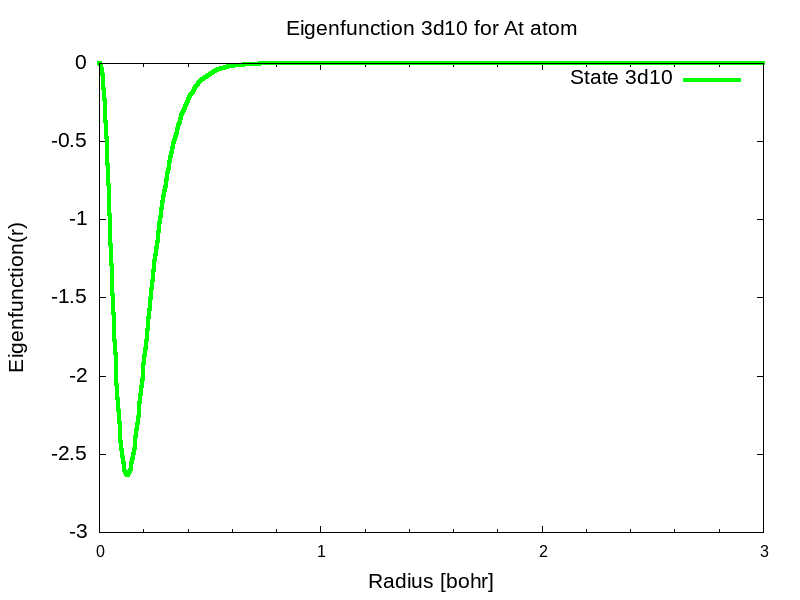 Eigenfunction 3d10 for At atom
State 3d10
0
-0.5
-1
-1.5
-2
-2.5
-3
Eigenfunction(r)
0 1 2 3
Radius [bohr]